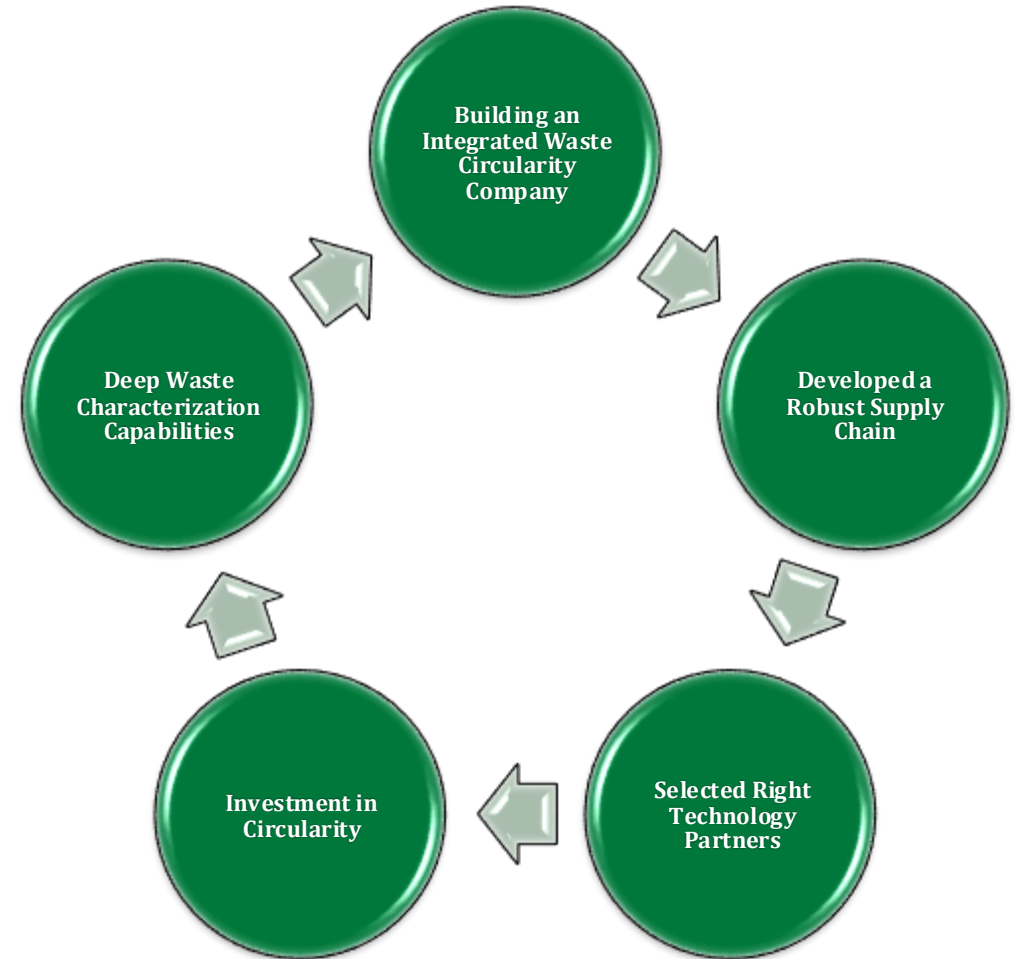 Building an
Integrated Waste
Circularity
Company
Developed a
Robust Supply
Chain
Selected Right
Technology
Partners
Investment in
Circularity
Deep Waste
Characterization
Capabilities